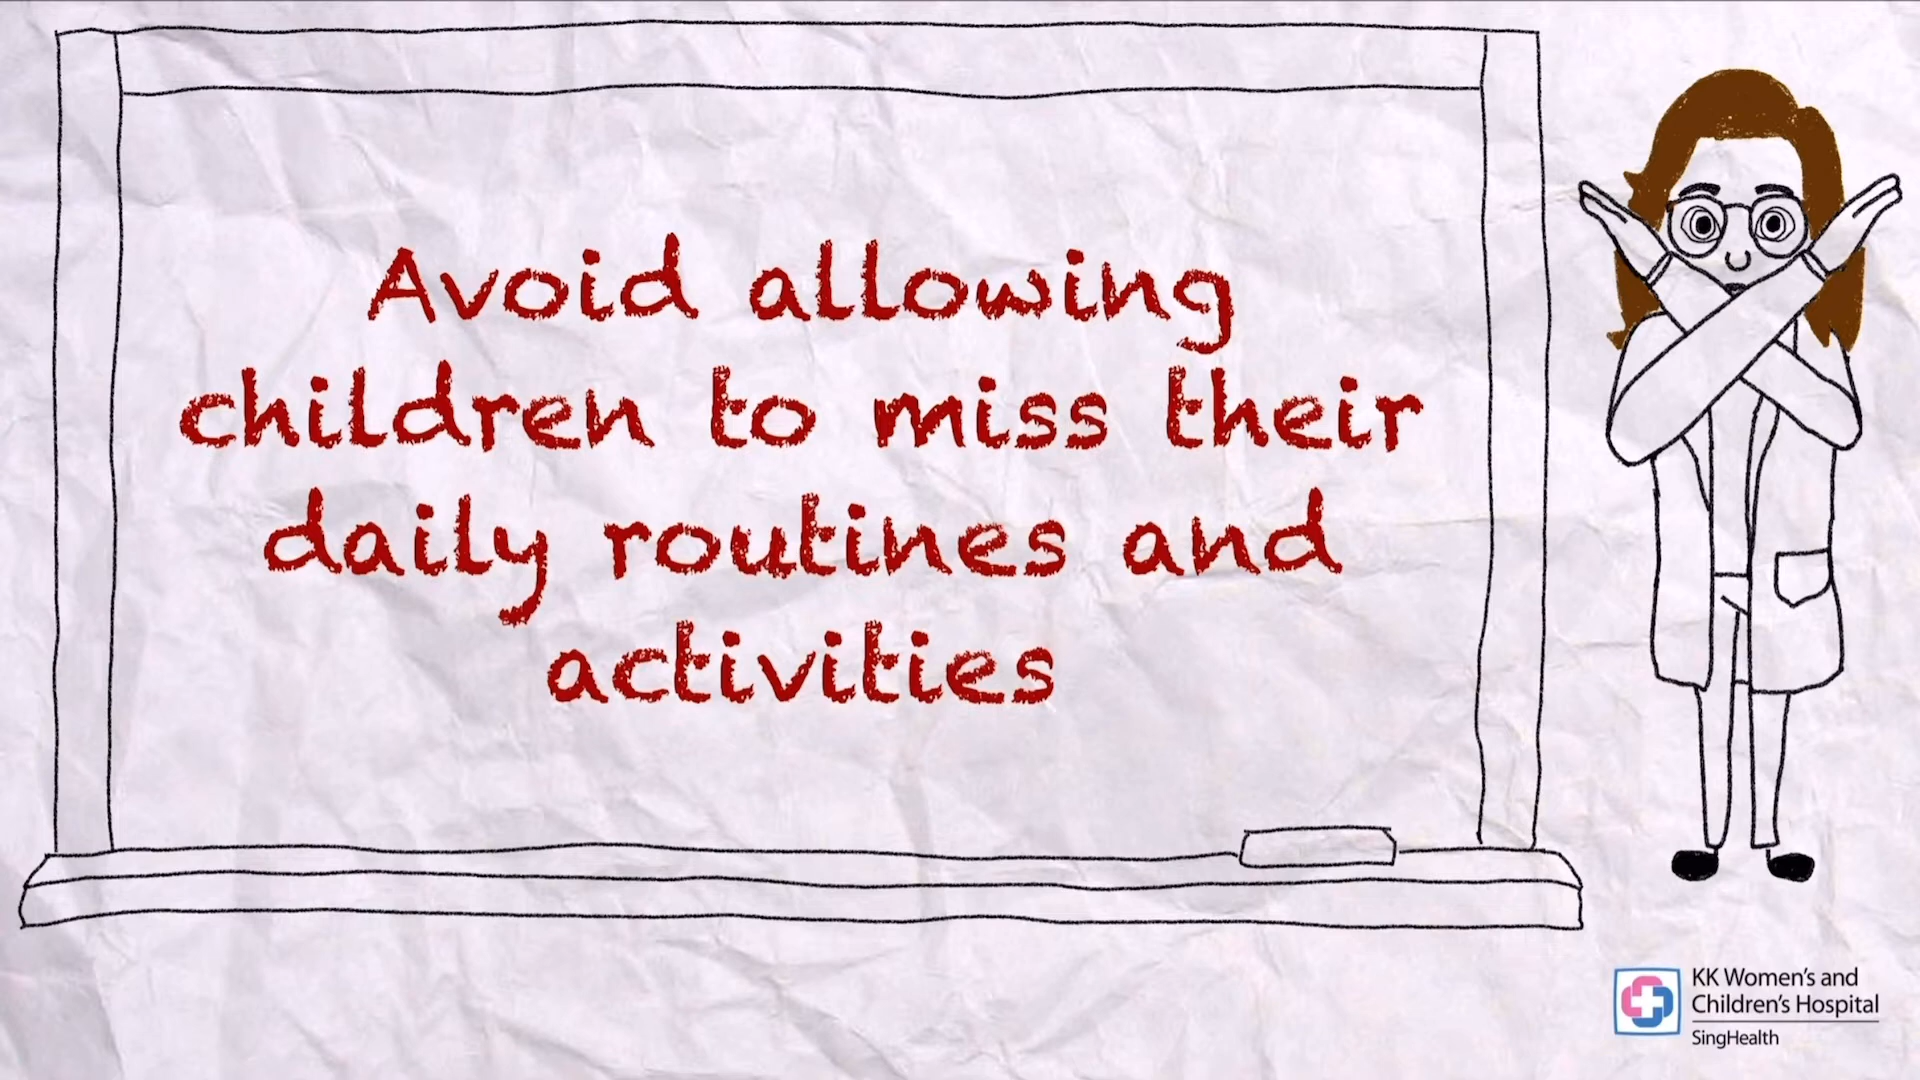 Avoid allowing
children to miss their
daily routines and
activities
KK Women's and
Children's Hospital
SingHealth